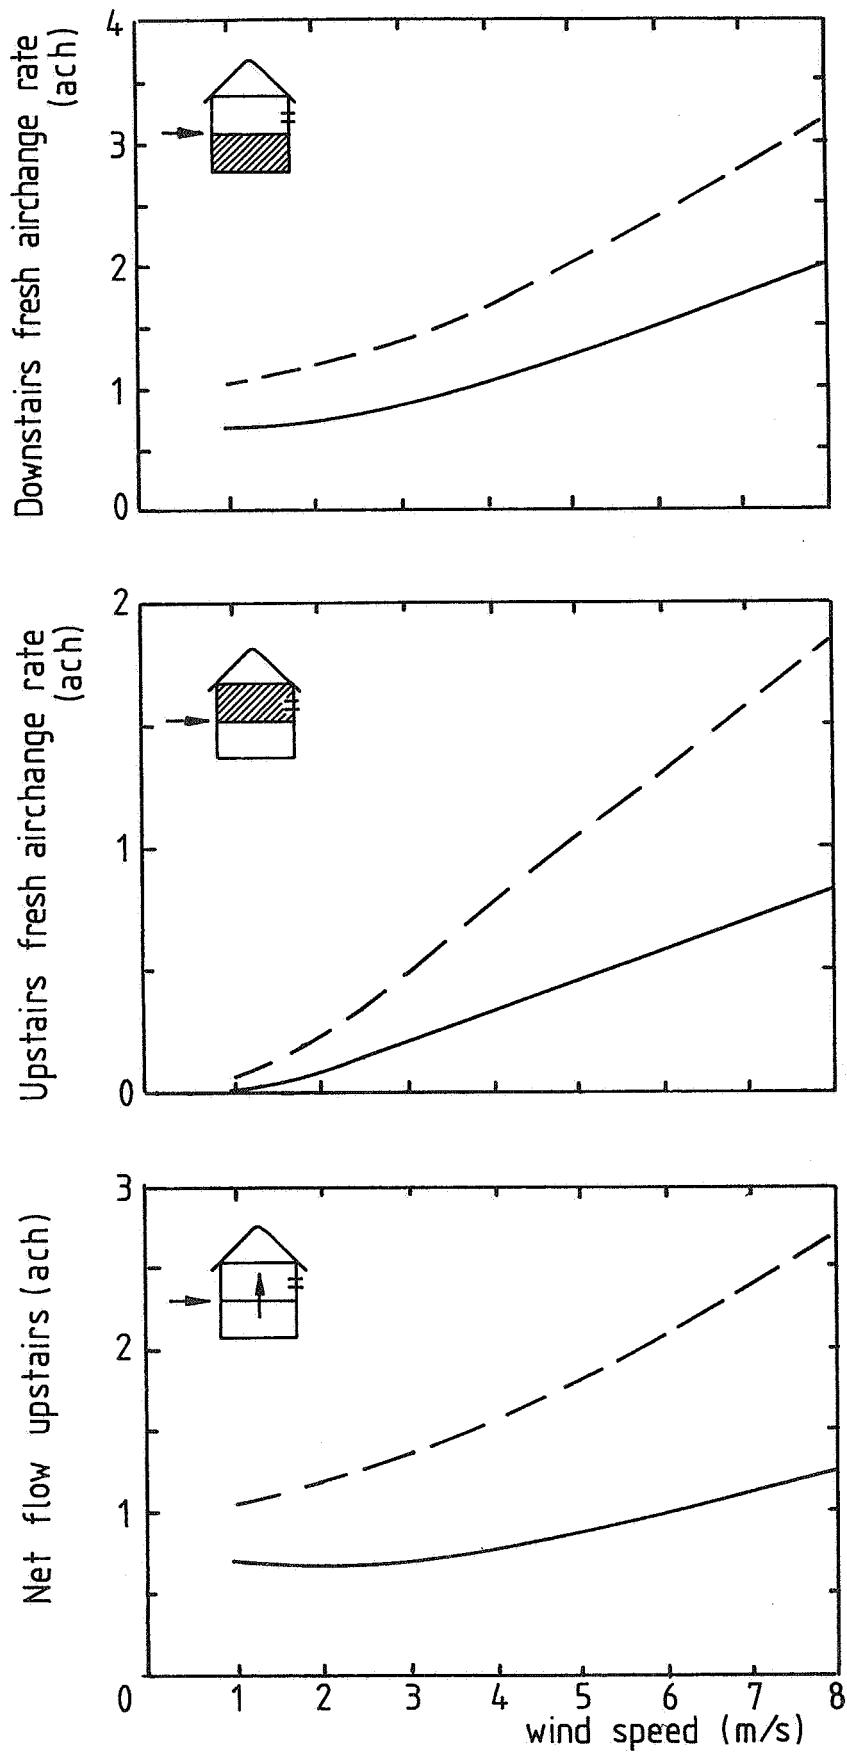 Downstairs fresh airchange rate
(ach)
4
3
2
1
0
Upstairs fresh airchange rate
(ach)
2
1
0
Net flow upstairs (ach)
3
2
1
0 1 2 3 4 5 6 7 8
wind speed (m/s)